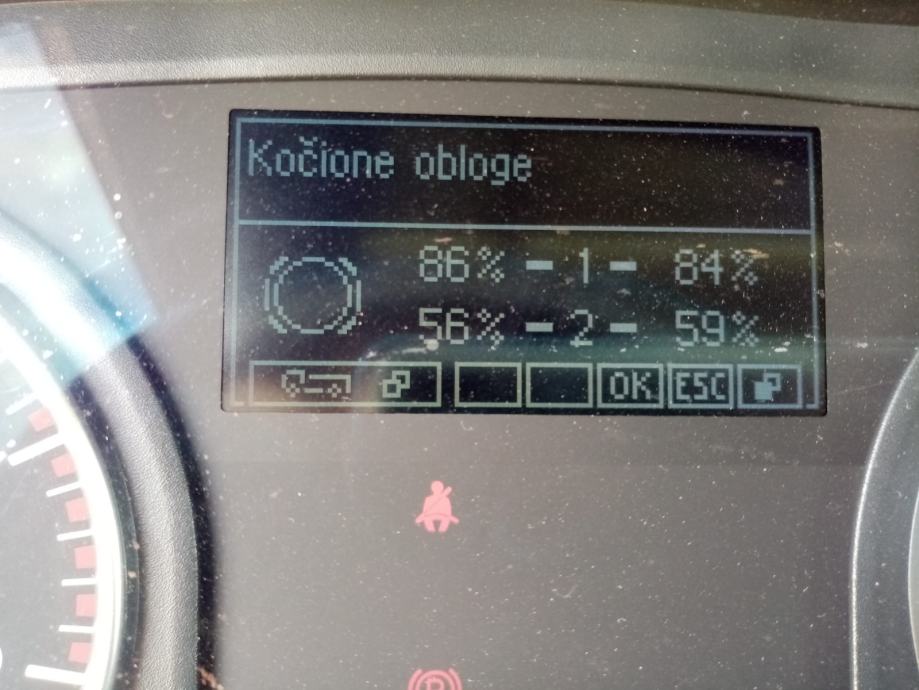 Kočione obloge
86% - 1 - 84%
56% - 2 - 59%
OK ESC
P